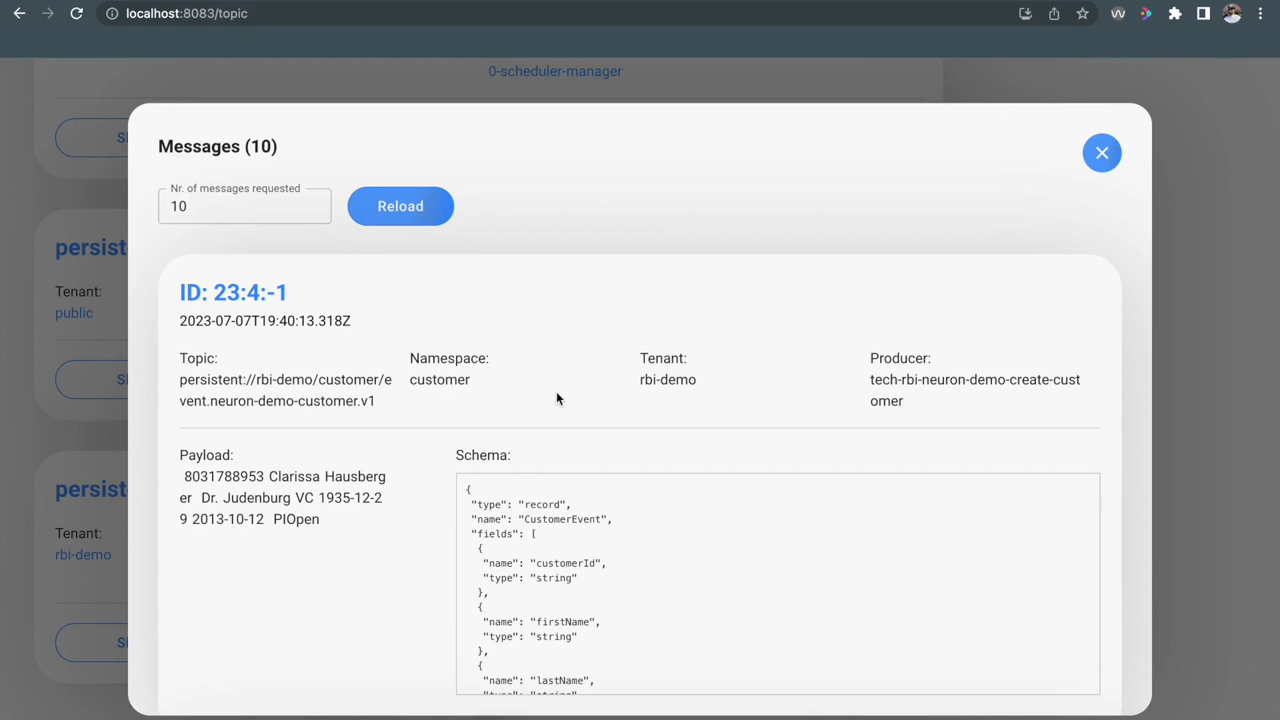 localhost:8083/topic
0-scheduler-manager
Messages (10)
Nr. of messages requested
10
Reload
persist
Tenant:
public
ID: 23:4:-1
2023-07-07T19:40:13.318Z
Topic:
persistent://rbi-demo/customer/e
vent.neuron-demo-customer.v1
Namespace:
customer
Tenant:
rbi-demo
Producer:
tech-rbi-neuron-demo-create-cust
omer
persist
Tenant:
rbi-demo
Payload:
8031788953 Clarissa Hausberg
er Dr. Judenburg VC 1935-12-2
9 2013-10-12 PIOpen
Schema:
{
"type": "record",
"name": "CustomerEvent",
"fields": [
{
"name": "customerId",
"type": "string"
},
{
"name": "firstName",
"type": "string"
},
{
"name": "lastName",
"type": "string"